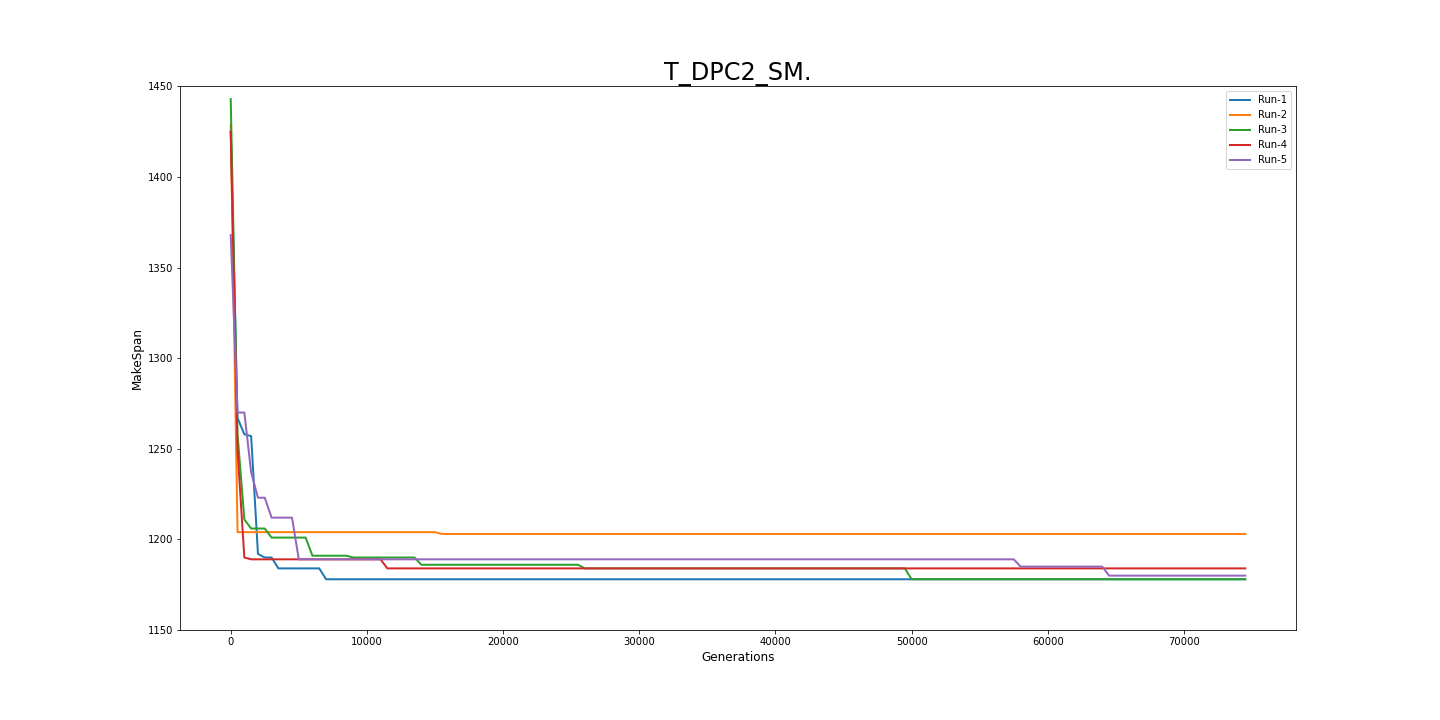 T_DPC2_SM.
1450
1400
1350
1300
1250
1200
1150
MakeSpan
Run-1
Run-2
Run-3
Run-4
Run-5
0 10000 20000 30000 40000 50000 60000 70000
Generations